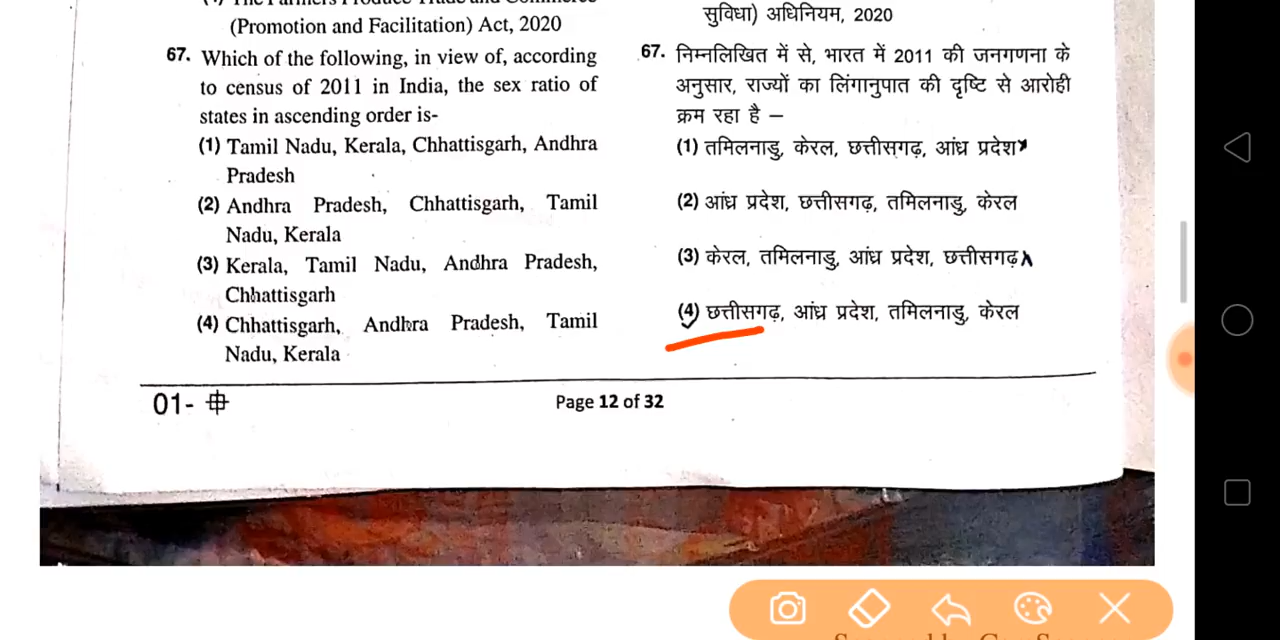 (Promotion and Facilitation) Act, 2020
67. Which of the following, in view of, according
to census of 2011 in India, the sex ratio of
states in ascending order is-
(1) Tamil Nadu, Kerala, Chhattisgarh, Andhra
Pradesh
(2) Andhra Pradesh, Chhattisgarh, Tamil
Nadu, Kerala
(3) Kerala, Tamil Nadu, Andhra Pradesh,
Chhattisgarh
(4) Chhattisgarh, Andhra Pradesh, Tamil
Nadu, Kerala
सुविधा) अधिनियम, 2020
67. निम्नलिखित में से, भारत में 2011 की जनगणना के
अनुसार, राज्यों का लिंगानुपात की दृष्टि से आरोही
क्रम रहा है –
(1) तमिलनाडु, केरल, छत्तीसगढ़, आंध्र प्रदेश
(2) आंध्र प्रदेश, छत्तीसगढ़, तमिलनाडु, केरल
(3) केरल, तमिलनाडु, आंध्र प्रदेश, छत्तीसगढ़
(4) छत्तीसगढ़, आंध्र प्रदेश, तमिलनाडु, केरल
01-
Page 12 of 32